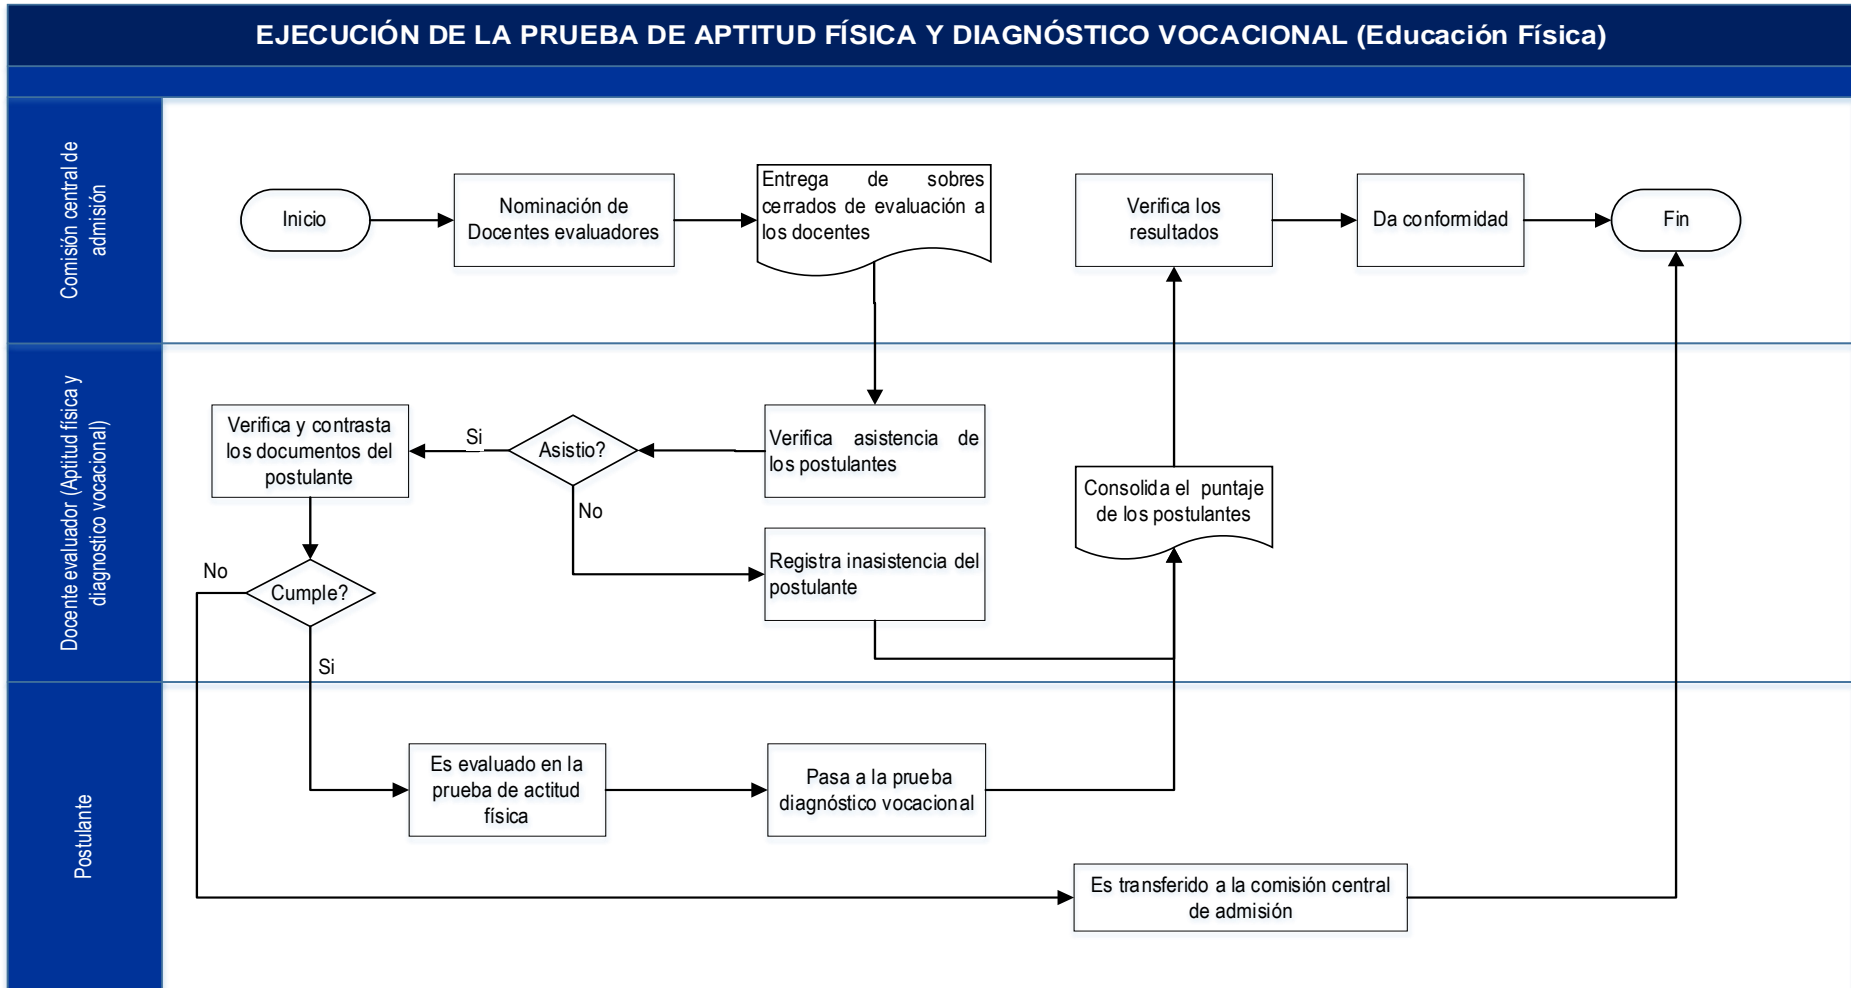 EJECUCIÓN DE LA PRUEBA DE APTITUD FÍSICA Y DIAGNÓSTICO VOCACIONAL (Educación Física)
Comisión central de
admisión
Inicio
Nominación de
Docentes evaluadores
Entrega de sobres
cerrados de evaluación a
los docentes
Verifica los
resultados
Da conformidad
Fin
Docente evaluador (Aptitud física y
diagnostico vocacional)
Verifica y contrasta
los documentos del
postulante
Si
Asistio?
Verifica asistencia de
los postulantes
No
Consolida el puntaje
de los postulantes
Registra inasistencia del
postulante
No
Cumple?
Si
Postulante
Es evaluado en la
prueba de actitud
física
Pasa a la prueba
diagnóstico vocacional
Es transferido a la comisión central
de admisión